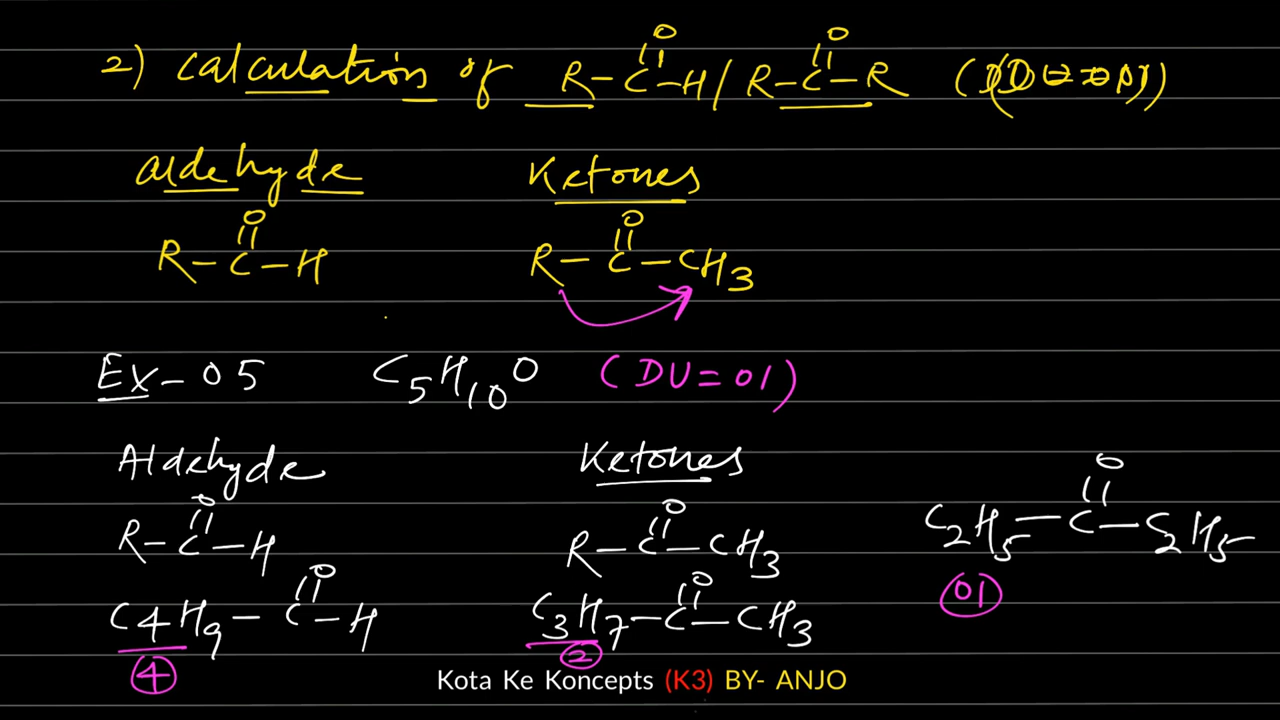 2) Calculation of R-C-H / R-C-R
O O
Aldehyde Ketones
O O
R-C-H R-C-CH3
Ex-05 C5H10O (DU=01)
Aldehyde Ketones
O O O
R-C-H R-C-CH3 C2H5-C-C2H5
O O
C4H9-C-H C3H7-C-CH3 01
4 2
Kota Ke Koncepts (K3) BY- ANJO